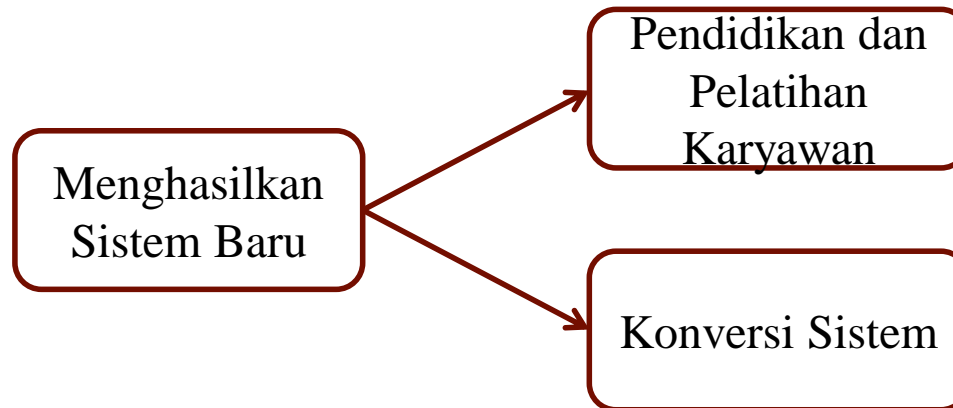 Pendidikan dan
Pelatihan
Karyawan
Menghasilkan
Sistem Baru
Konversi Sistem